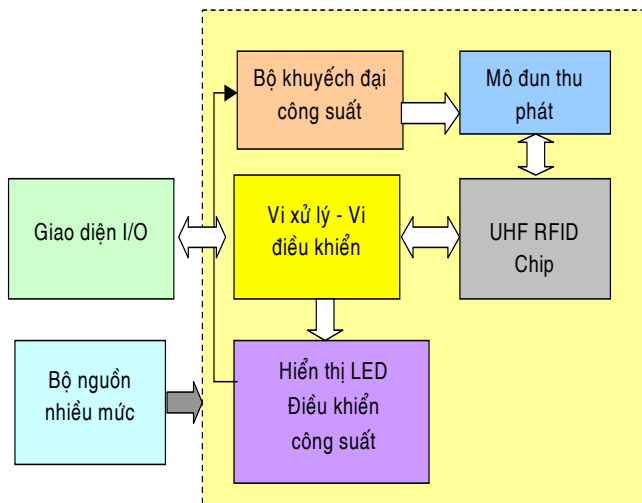 Bộ khuyếch đại
công suất
Mô đun thu
phát
Giao diện I/O
Vi xử lý - Vi
điều khiển
UHF RFID
Chip
Bộ nguồn
nhiều mức
Hiển thị LED
Điều khiển
công suất